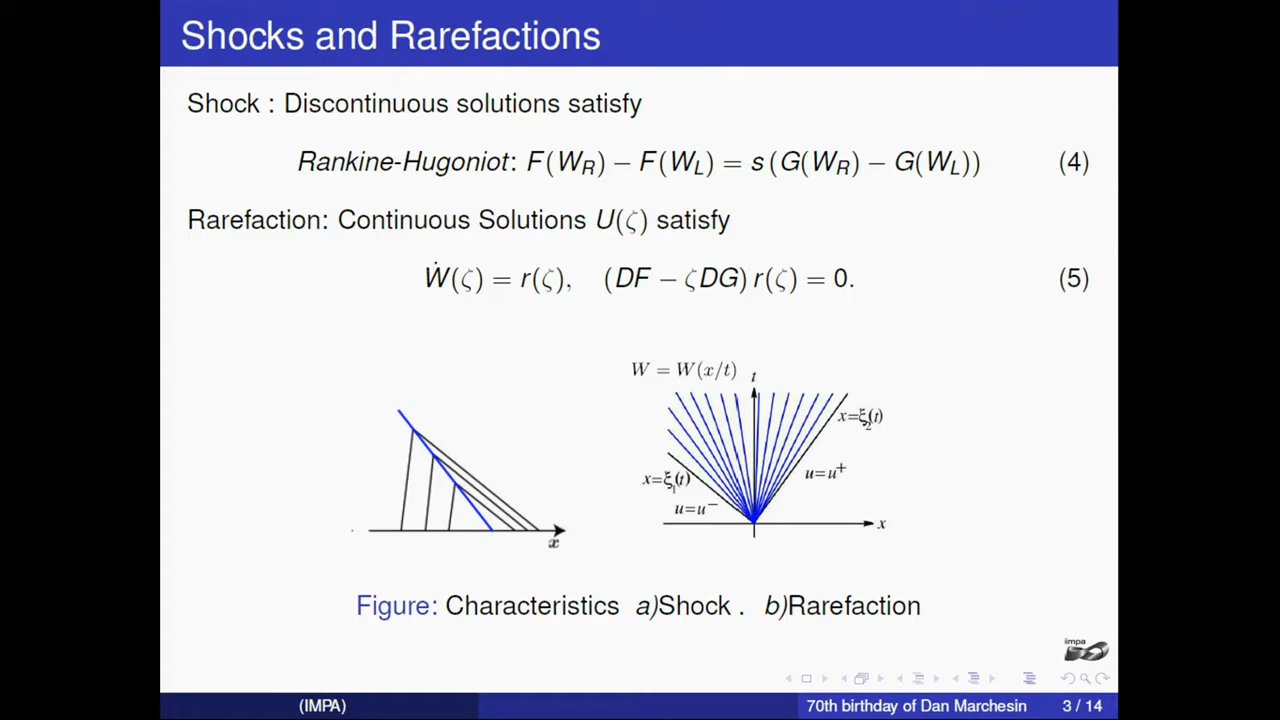 Shocks and Rarefactions
Shock : Discontinuous solutions satisfy
Rankine-Hugoniot: F(W_R) − F(W_L) = s (G(W_R) − G(W_L)) (4)
Rarefaction: Continuous Solutions U(ζ) satisfy
Ẇ(ζ) = r(ζ), (DF − ζDG) r(ζ) = 0. (5)
W = W(x/t) t
x=ξ₂(t)
x=ξ₁(t)
u=u⁺
u=u⁻
x
x
Figure: Characteristics a)Shock . b)Rarefaction
impa
(IMPA) 70th birthday of Dan Marchesin 3 / 14